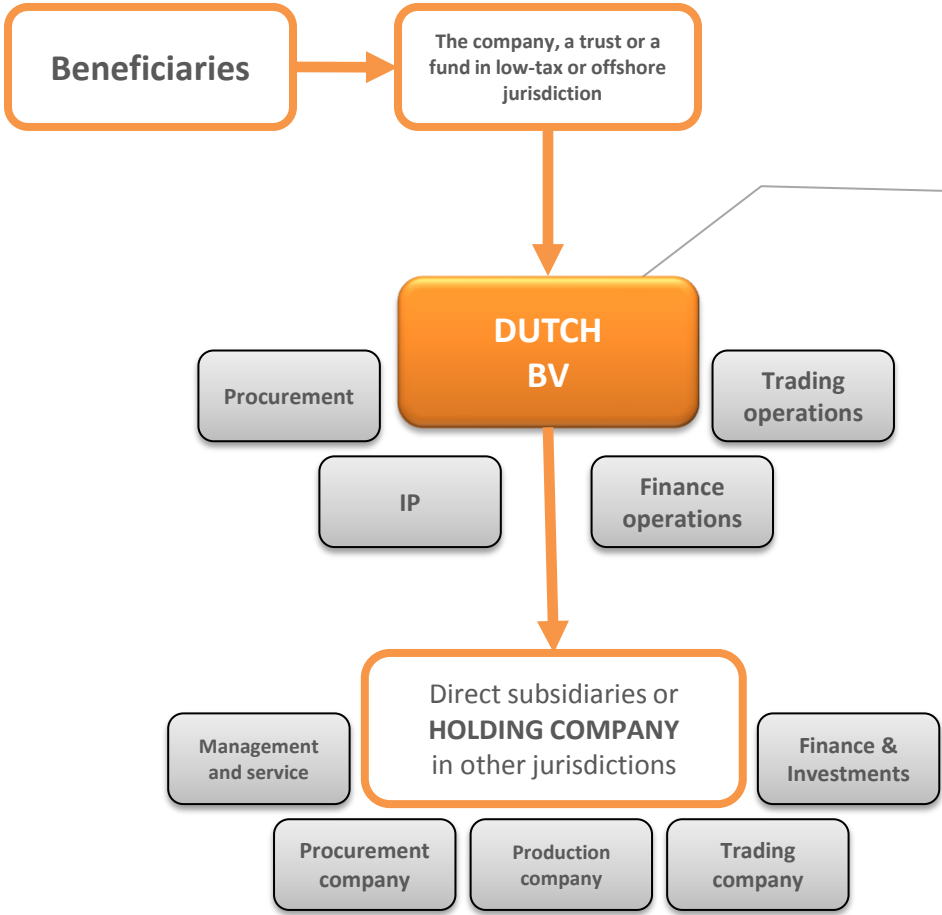 Beneficiaries
The company, a trust or a
fund in low-tax or offshore
jurisdiction
DUTCH
BV
Procurement
Trading
operations
IP
Finance
operations
Direct subsidiaries or
HOLDING COMPANY
in other jurisdictions
Management
and service
Finance &
Investments
Procurement
company
Production
company
Trading
company